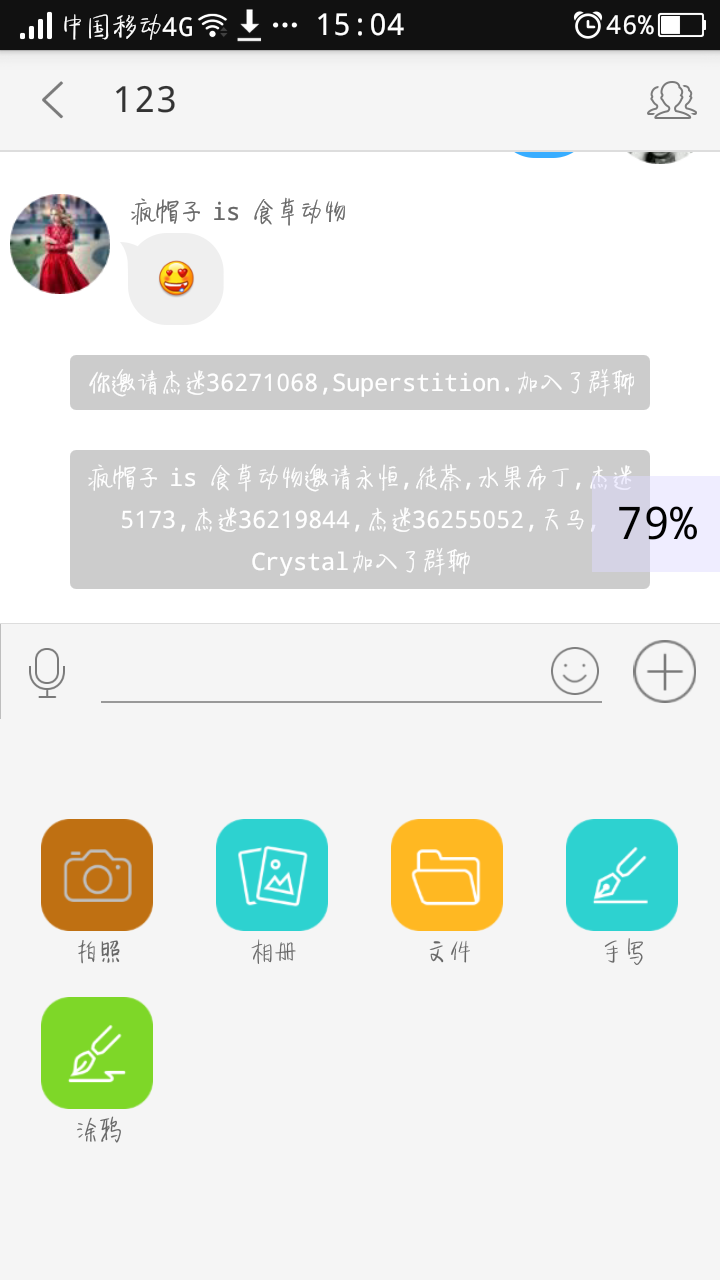 中国移动4G 15:04 46%
123
疯帽子 is 食草动物
你邀请杰迷36271068,Superstition.加入了群聊
疯帽子 is 食草动物邀请永恒,徒荼,水果布丁,杰迷
5173,杰迷36219844,杰迷36255052,天马,
Crystal加入了群聊
79%
拍照 相册 文件 手写
涂鸦